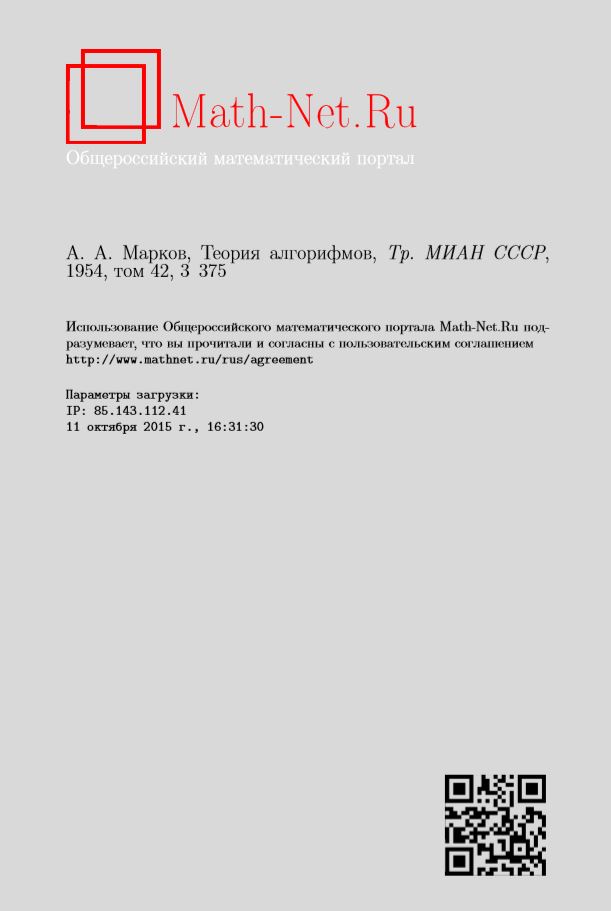 Math-Net.Ru
Общероссийский математический портал
А. А. Марков, Теория алгорифмов, Тр. МИАН СССР,
1954, том 42, 3 375
Использование Общероссийского математического портала Math-Net.Ru под-
разумевает, что вы прочитали и согласны с пользовательским соглашением
http://www.mathnet.ru/rus/agreement
Параметры загрузки:
IP: 85.143.112.41
11 октября 2015 г., 16:31:30